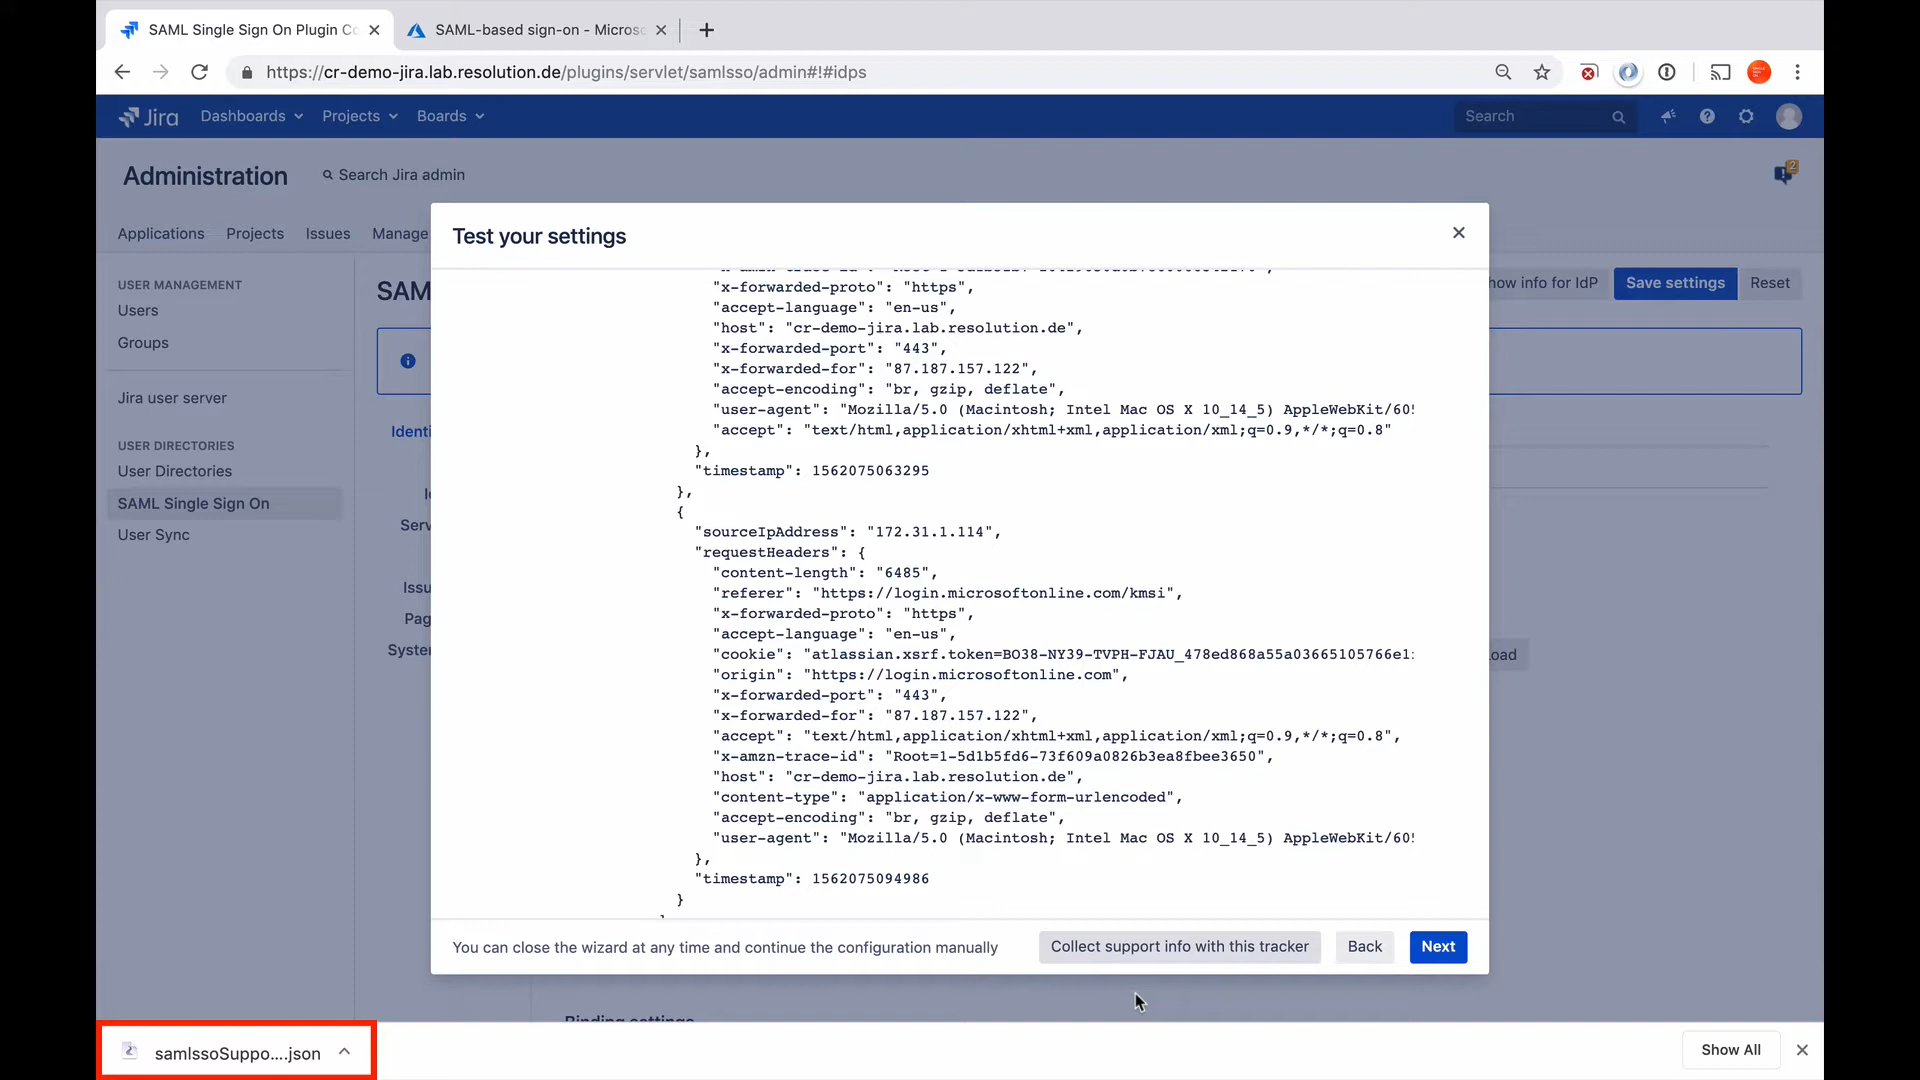 SAML Single Sign On Plugin Co
SAML-based sign-on - Micros
https://cr-demo-jira.lab.resolution.de/plugins/servlet/samlsso/admin#!#idps
Jira
Dashboards
Projects
Boards
Search
Administration
Search Jira admin
2
Applications
Projects
Issues
Manage
USER MANAGEMENT
Users
Groups
Jira user server
USER DIRECTORIES
User Directories
SAML Single Sign On
User Sync
SAM
how info for IdP
Save settings
Reset
Identi
Serv
Issu
Pag
System
oad
Test your settings
"x-forwarded-proto": "https",
"accept-language": "en-us",
"host": "cr-demo-jira.lab.resolution.de",
"x-forwarded-port": "443",
"x-forwarded-for": "87.187.157.122",
"accept-encoding": "br, gzip, deflate",
"user-agent": "Mozilla/5.0 (Macintosh; Intel Mac OS X 10_14_5) AppleWebKit/60
"accept": "text/html,application/xhtml+xml,application/xml;q=0.9,*/*;q=0.8"
},
"timestamp": 1562075063295
},
{
"sourceIpAddress": "172.31.1.114",
"requestHeaders": {
"content-length": "6485",
"referer": "https://login.microsoftonline.com/kmsi",
"x-forwarded-proto": "https",
"accept-language": "en-us",
"cookie": "atlassian.xsrf.token=BO38-NY39-TVPH-FJAU_478ed868a55a03665105766e1
"origin": "https://login.microsoftonline.com",
"x-forwarded-port": "443",
"x-forwarded-for": "87.187.157.122",
"accept": "text/html,application/xhtml+xml,application/xml;q=0.9,*/*;q=0.8",
"x-amzn-trace-id": "Root=1-5d1b5fd6-73f609a0826b3ea8fbee3650",
"host": "cr-demo-jira.lab.resolution.de",
"content-type": "application/x-www-form-urlencoded",
"accept-encoding": "br, gzip, deflate",
"user-agent": "Mozilla/5.0 (Macintosh; Intel Mac OS X 10_14_5) AppleWebKit/60
},
"timestamp": 1562075094986
}
You can close the wizard at any time and continue the configuration manually
Collect support info with this tracker
Back
Next
samlssoSuppo....json
Show All